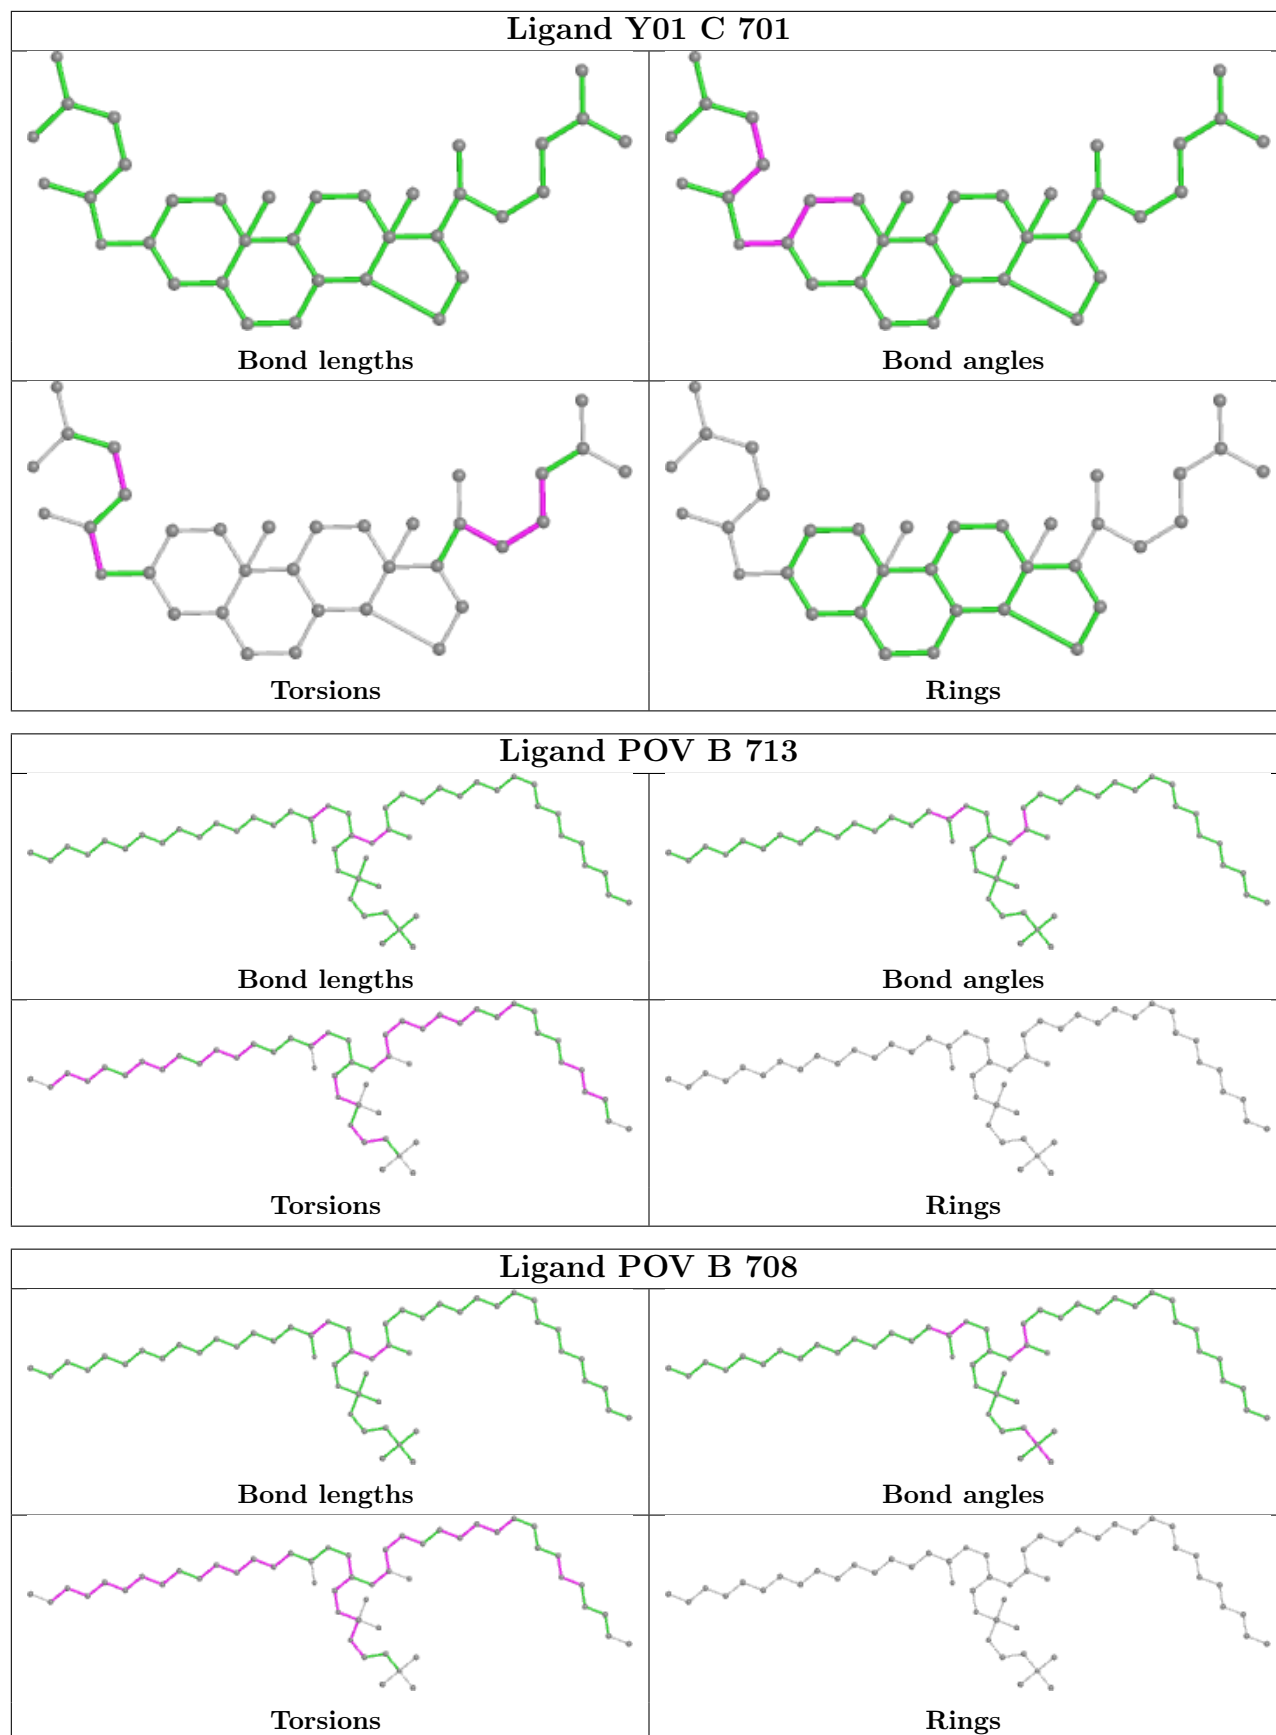 Ligand Y01 C 701
Bond lengths
Bond angles
Torsions
Rings
Ligand POV B 713
Bond lengths
Bond angles
Torsions
Rings
Ligand POV B 708
Bond lengths
Bond angles
Torsions
Rings